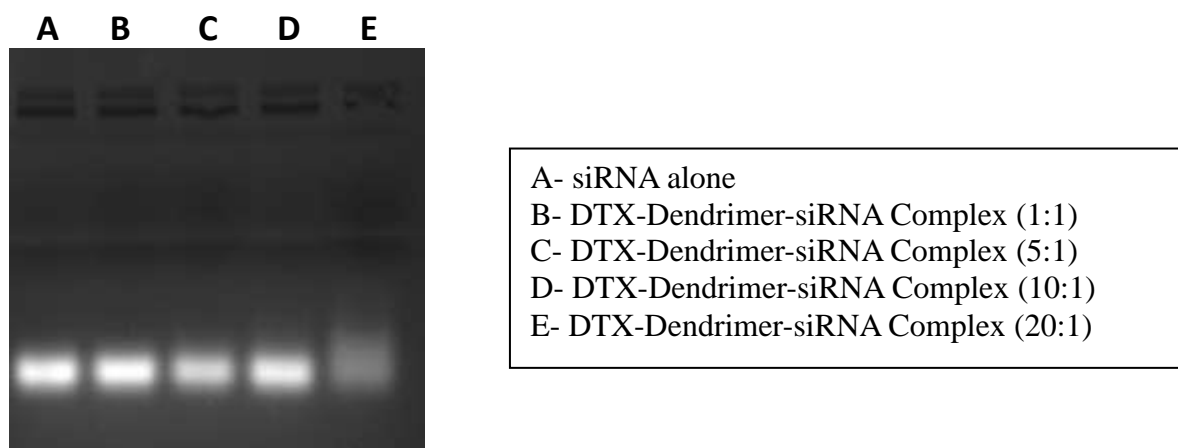 A B C D E
A- siRNA alone
B- DTX-Dendrimer-siRNA Complex (1:1)
C- DTX-Dendrimer-siRNA Complex (5:1)
D- DTX-Dendrimer-siRNA Complex (10:1)
E- DTX-Dendrimer-siRNA Complex (20:1)